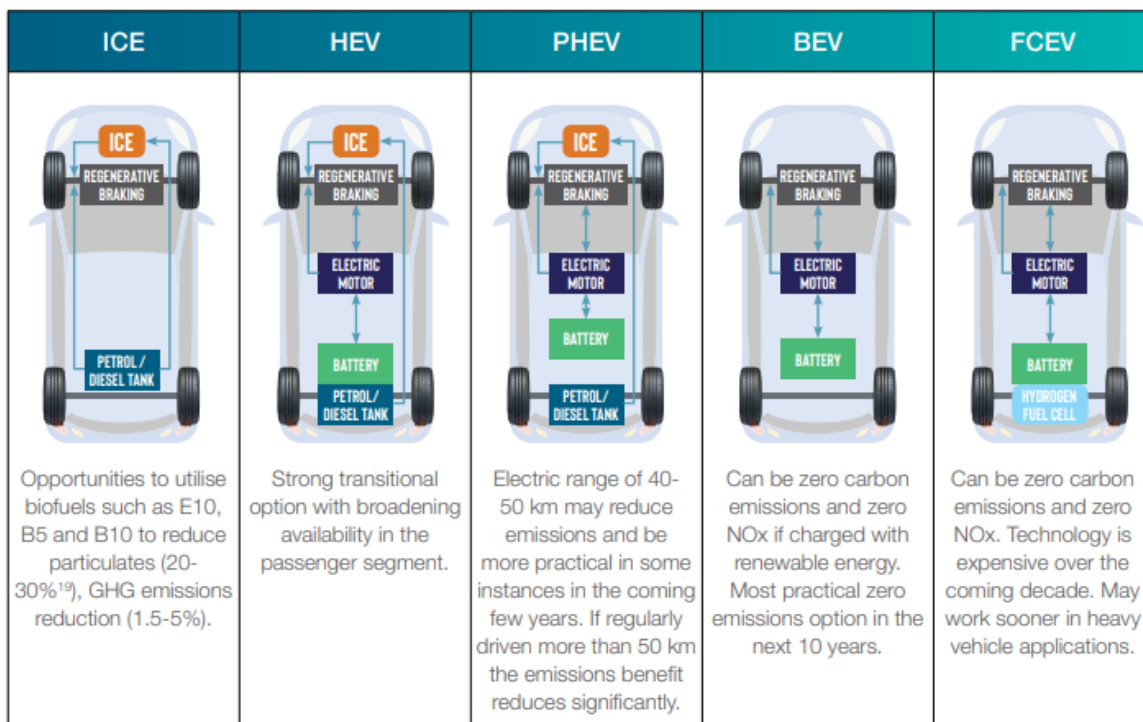 ICE
HEV
PHEV
BEV
FCEV
ICE
REGENERATIVE
BRAKING
PETROL/
DIESEL TANK
Opportunities to utilise
biofuels such as E10,
B5 and B10 to reduce
particulates (20-
30%¹⁹), GHG emissions
reduction (1.5-5%).
ICE
REGENERATIVE
BRAKING
ELECTRIC
MOTOR
BATTERY
PETROL/
DIESEL TANK
Strong transitional
option with broadening
availability in the
passenger segment.
ICE
REGENERATIVE
BRAKING
ELECTRIC
MOTOR
BATTERY
PETROL/
DIESEL TANK
Electric range of 40-
50 km may reduce
emissions and be
more practical in some
instances in the coming
few years. If regularly
driven more than 50 km
the emissions benefit
reduces significantly.
REGENERATIVE
BRAKING
ELECTRIC
MOTOR
BATTERY
Can be zero carbon
emissions and zero
NOx if charged with
renewable energy.
Most practical zero
emissions option in the
next 10 years.
REGENERATIVE
BRAKING
ELECTRIC
MOTOR
BATTERY
HYDROGEN
FUEL CELL
Can be zero carbon
emissions and zero
NOx. Technology is
expensive over the
coming decade. May
work sooner in heavy
vehicle applications.